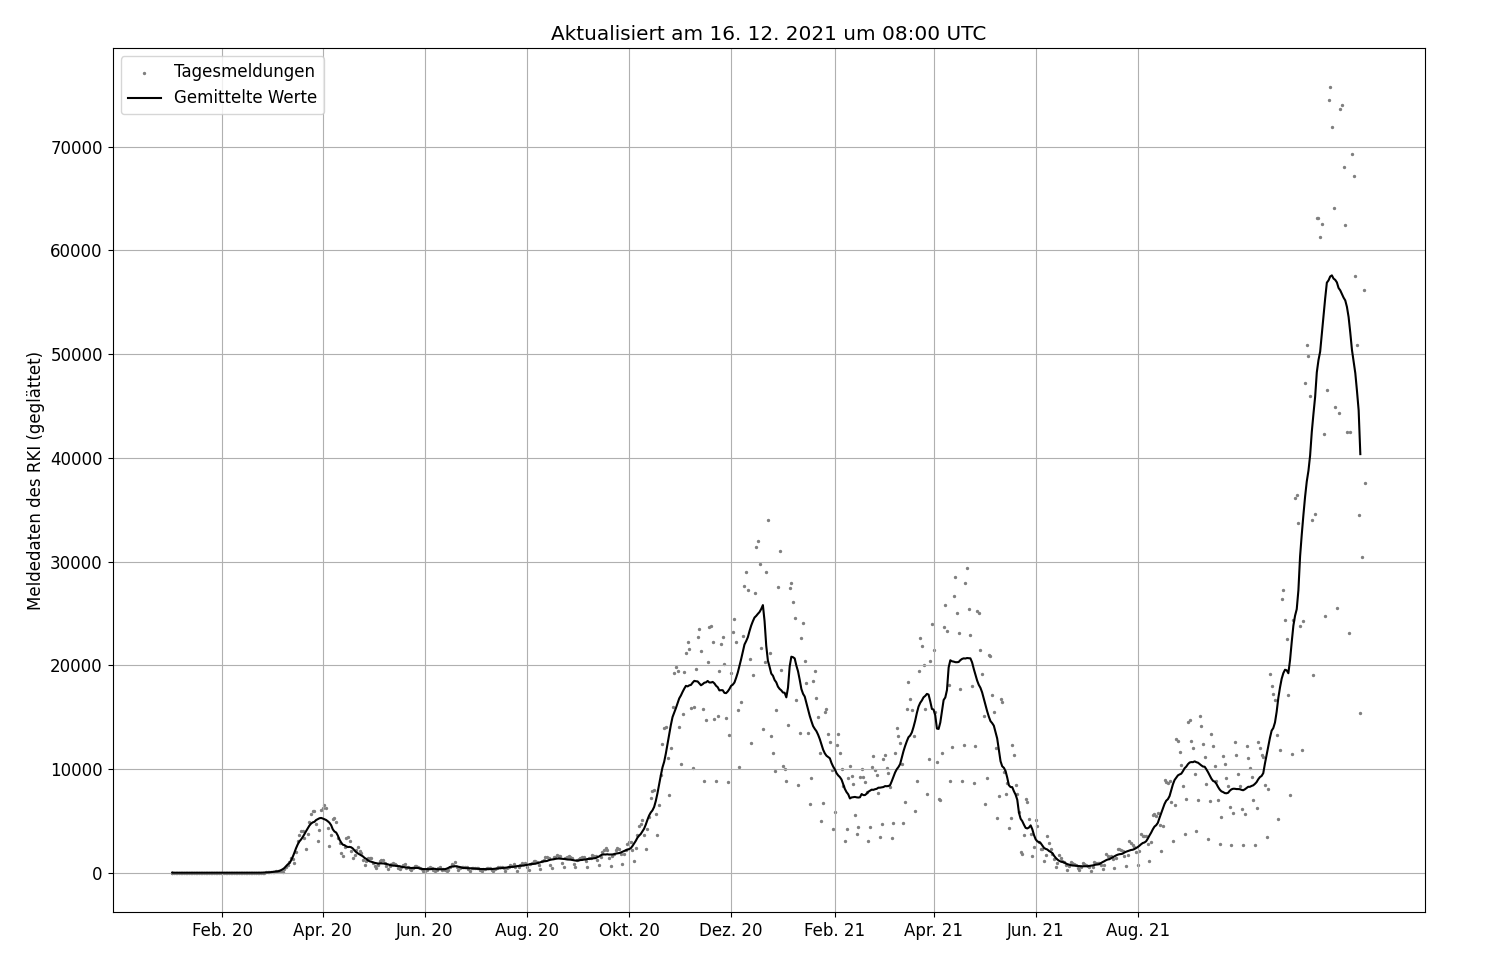 Aktualisiert am 16. 12. 2021 um 08:00 UTC
Tagesmeldungen
Gemittelte Werte
Meldedaten des RKI (geglättet)
70000
60000
50000
40000
30000
20000
10000
0
Feb. 20 Apr. 20 Jun. 20 Aug. 20 Okt. 20 Dez. 20 Feb. 21 Apr. 21 Jun. 21 Aug. 21